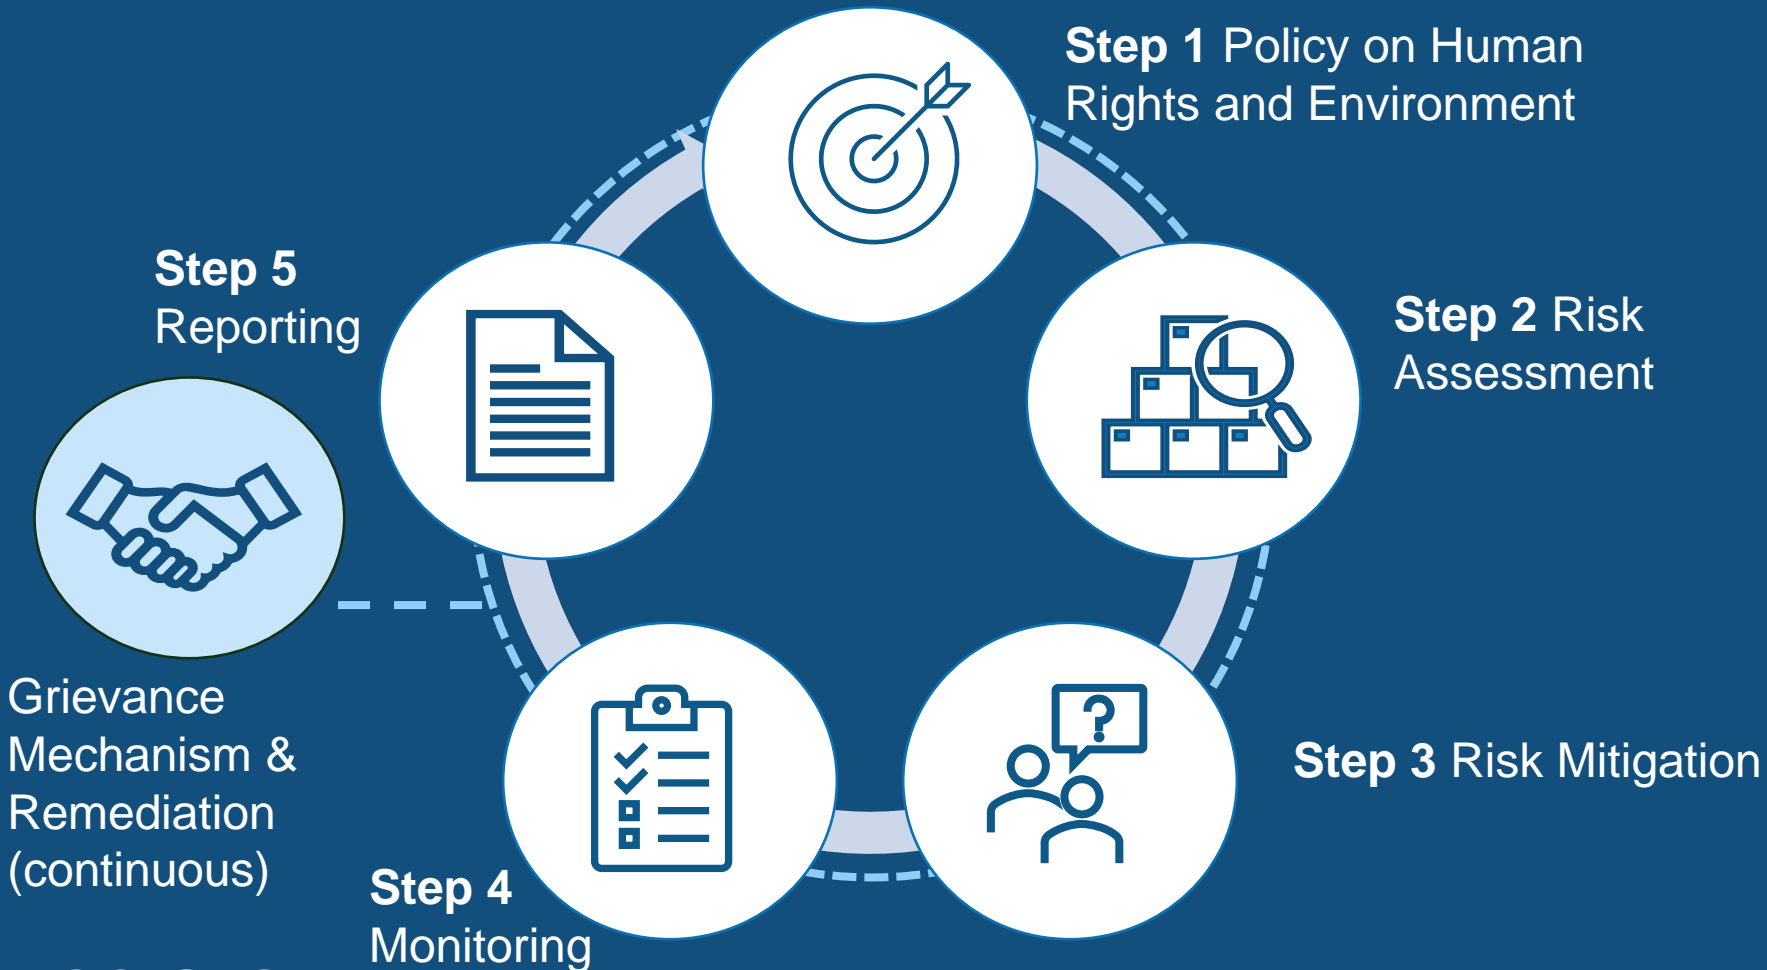 Step 1 Policy on Human
Rights and Environment
Step 2 Risk
Assessment
Step 3 Risk Mitigation
Step 4
Monitoring
Step 5
Reporting
Grievance
Mechanism &
Remediation
(continuous)
?